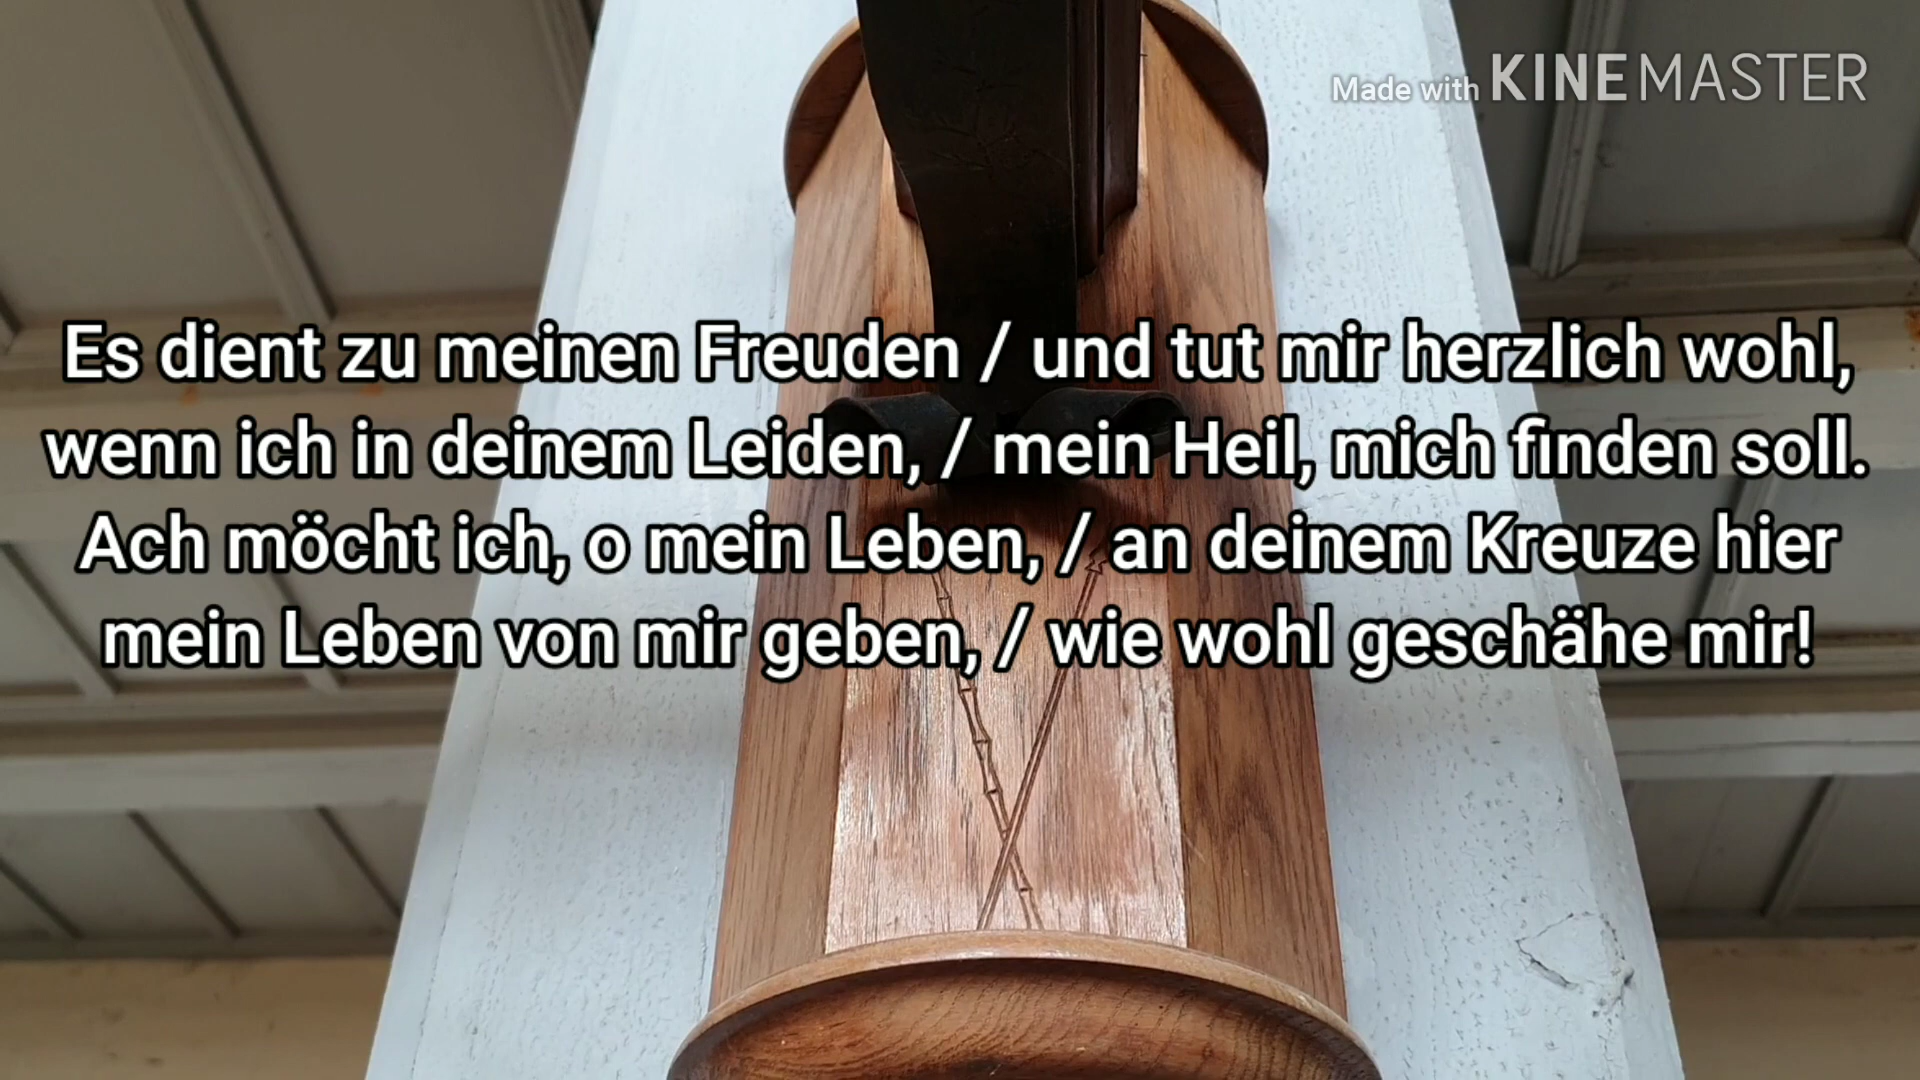 Made with KINEMASTER
Es dient zu meinen Freuden / und tut mir herzlich wohl,
wenn ich in deinem Leiden, / mein Heil, mich finden soll.
Ach möcht ich, o mein Leben, / an deinem Kreuze hier
mein Leben von mir geben, / wie wohl geschähe mir!